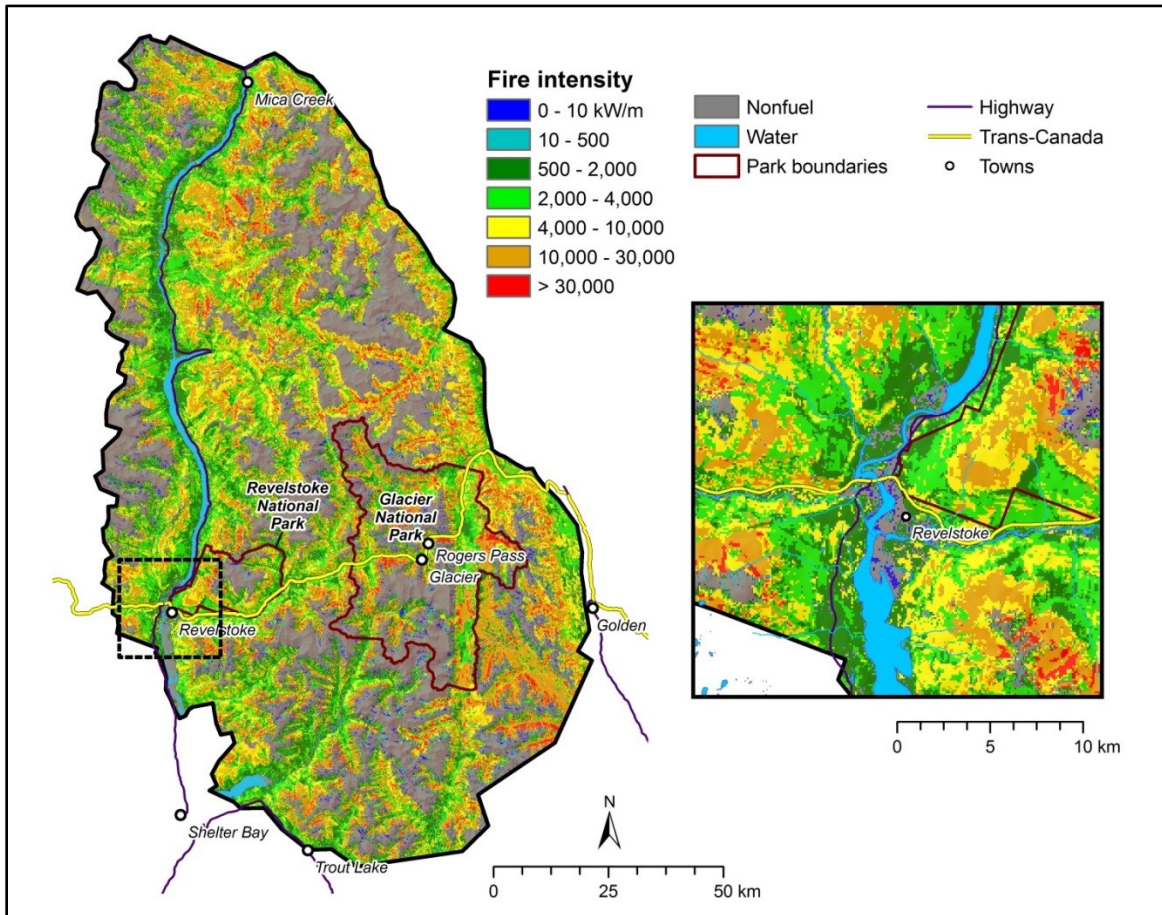 Mica Creek
Revelstoke
National
Park
Glacier
National
Park
Rogers Pass
Glacier
Revelstoke
Golden
Shelter Bay
Trout Lake
Fire intensity
0 - 10 kW/m
10 - 500
500 - 2,000
2,000 - 4,000
4,000 - 10,000
10,000 - 30,000
> 30,000
Nonfuel
Water
Park boundaries
Highway
Trans-Canada
Towns
Revelstoke
0 5 10 km
N
0 25 50 km